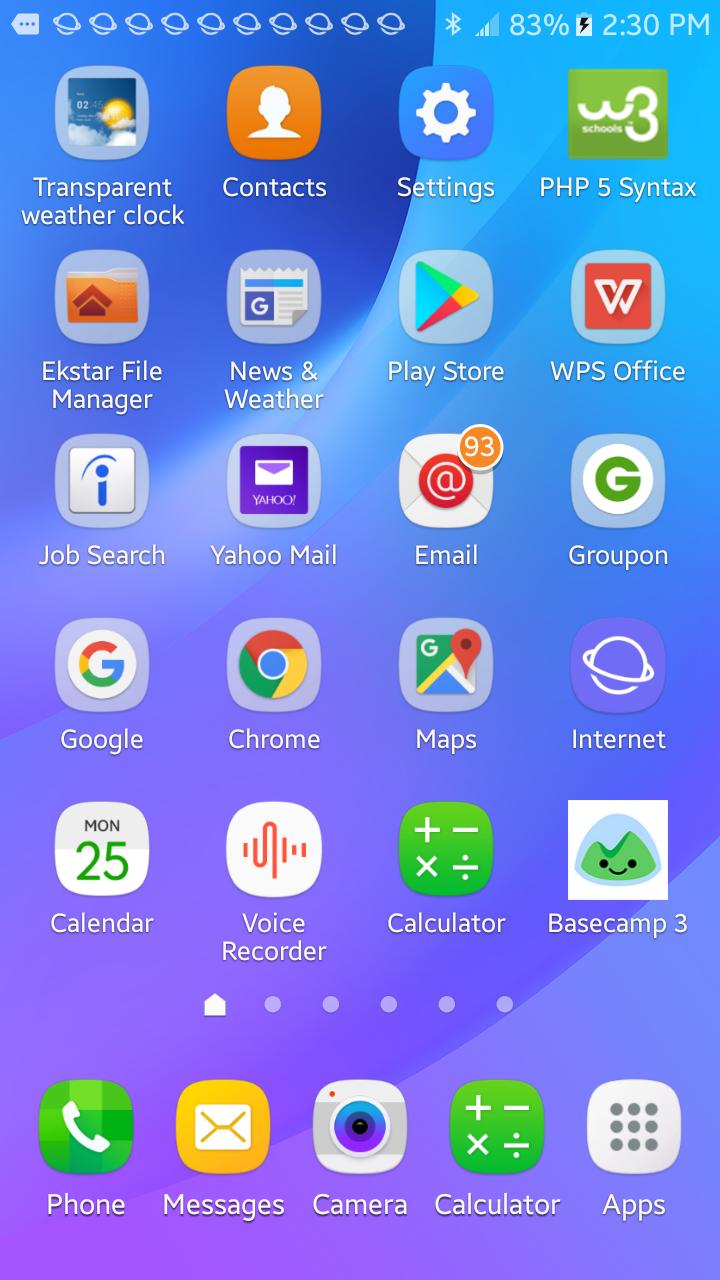 83% 2:30 PM
02:45
W3
schools
Transparent
weather clock
Contacts
Settings
PHP 5 Syntax
G
W
Ekstar File
Manager
News &
Weather
Play Store
WPS Office
i
YAHOO!
@
93
G
Job Search
Yahoo Mail
Email
Groupon
G
G
Google
Chrome
Maps
Internet
MON
25
+ −
× ÷
Calendar
Voice
Recorder
Calculator
Basecamp 3
+ −
× ÷
Phone
Messages
Camera
Calculator
Apps